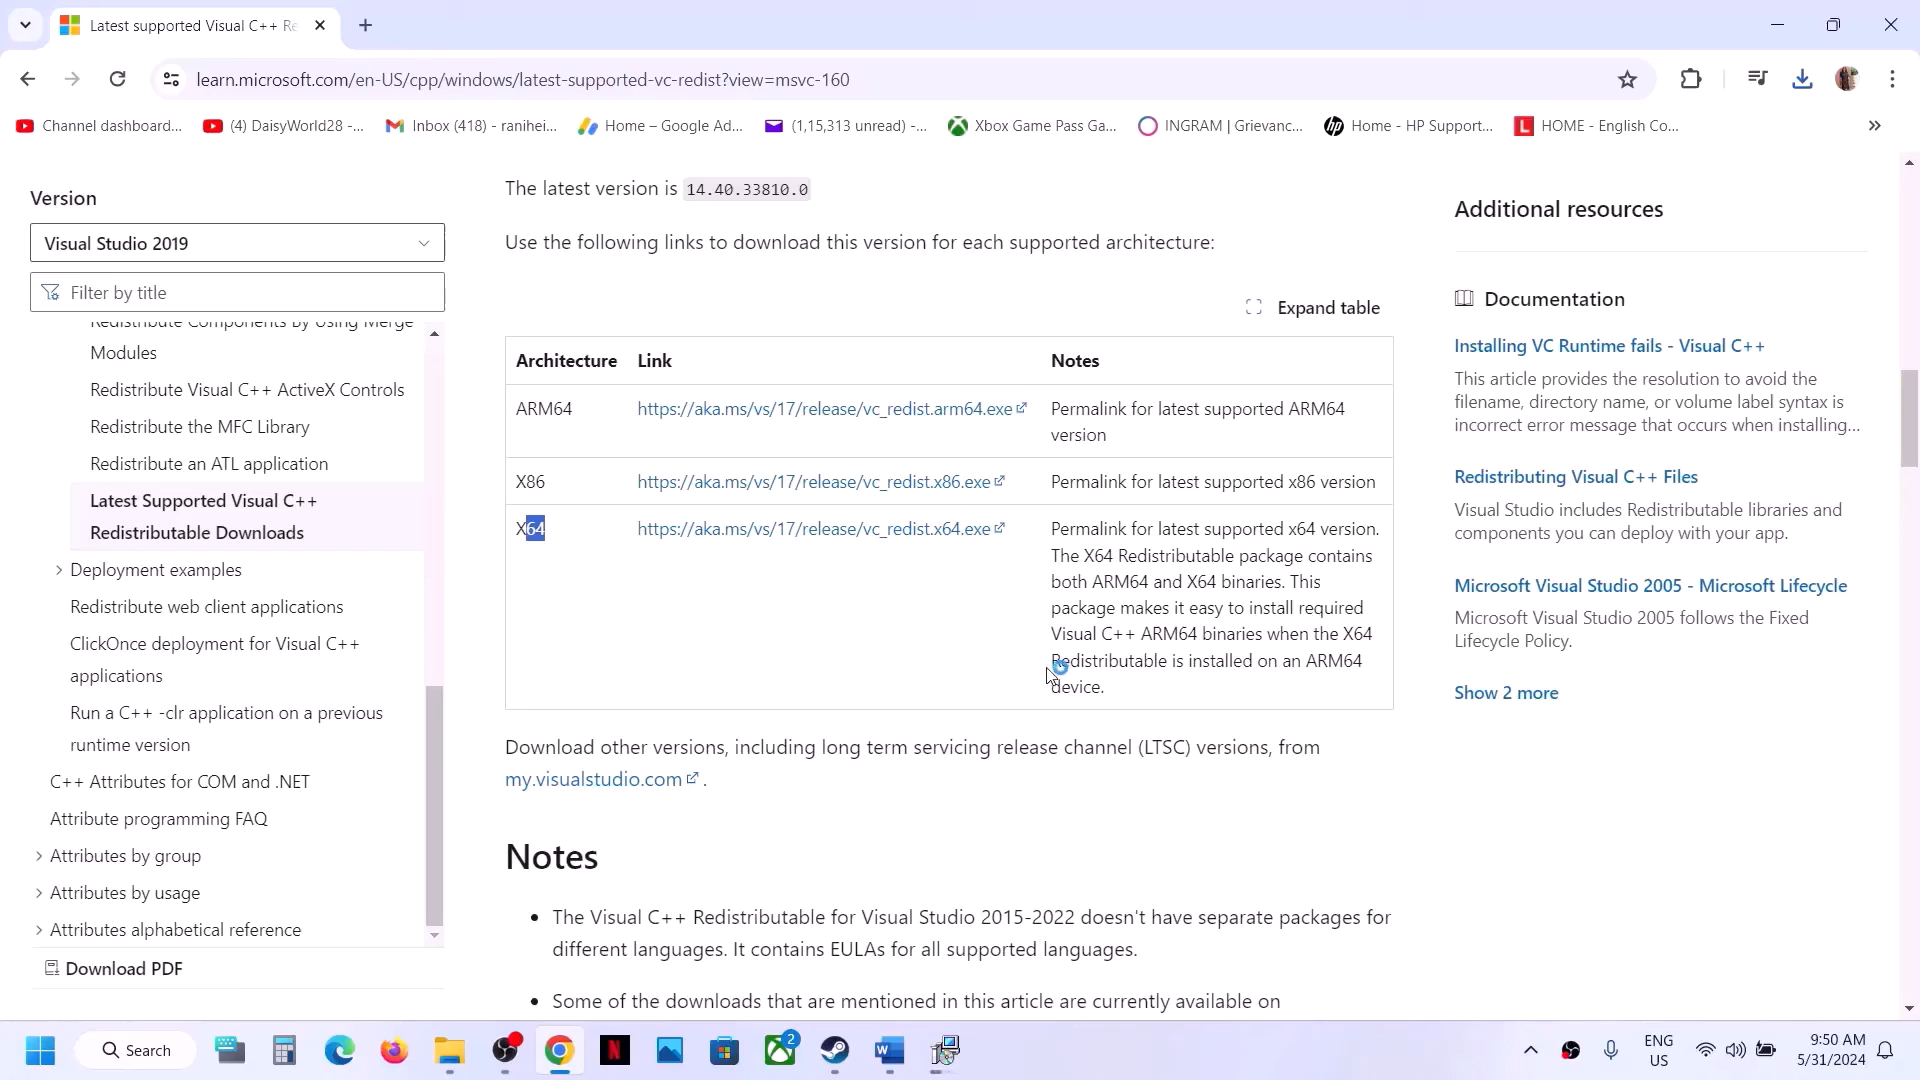 Latest supported Visual C++ Re
learn.microsoft.com/en-US/cpp/windows/latest-supported-vc-redist?view=msvc-160
Channel dashboard...
(4) DaisyWorld28 -...
Inbox (418) - ranihei...
Home – Google Ad...
(1,15,313 unread) -...
Xbox Game Pass Ga...
INGRAM | Grievanc...
Home - HP Support...
HOME - English Co...
Version
Visual Studio 2019
Filter by title
Redistribute Components By Using Merge
Modules
Redistribute Visual C++ ActiveX Controls
Redistribute the MFC Library
Redistribute an ATL application
Latest Supported Visual C++
Redistributable Downloads
Deployment examples
Redistribute web client applications
ClickOnce deployment for Visual C++
applications
Run a C++ -clr application on a previous
runtime version
C++ Attributes for COM and .NET
Attribute programming FAQ
Attributes by group
Attributes by usage
Attributes alphabetical reference
Download PDF
The latest version is 14.40.33810.0
Use the following links to download this version for each supported architecture:
Expand table
Architecture Link Notes
ARM64 https://aka.ms/vs/17/release/vc_redist.arm64.exe Permalink for latest supported ARM64
version
X86 https://aka.ms/vs/17/release/vc_redist.x86.exe Permalink for latest supported x86 version
X64 https://aka.ms/vs/17/release/vc_redist.x64.exe Permalink for latest supported x64 version.
The X64 Redistributable package contains
both ARM64 and X64 binaries. This
package makes it easy to install required
Visual C++ ARM64 binaries when the X64
Redistributable is installed on an ARM64
device.
Download other versions, including long term servicing release channel (LTSC) versions, from
my.visualstudio.com .
Notes
• The Visual C++ Redistributable for Visual Studio 2015-2022 doesn't have separate packages for
different languages. It contains EULAs for all supported languages.
• Some of the downloads that are mentioned in this article are currently available on
Additional resources
Documentation
Installing VC Runtime fails - Visual C++
This article provides the resolution to avoid the
filename, directory name, or volume label syntax is
incorrect error message that occurs when installing...
Redistributing Visual C++ Files
Visual Studio includes Redistributable libraries and
components you can deploy with your app.
Microsoft Visual Studio 2005 - Microsoft Lifecycle
Microsoft Visual Studio 2005 follows the Fixed
Lifecycle Policy.
Show 2 more
Search
2
ENG
US
9:50 AM
5/31/2024